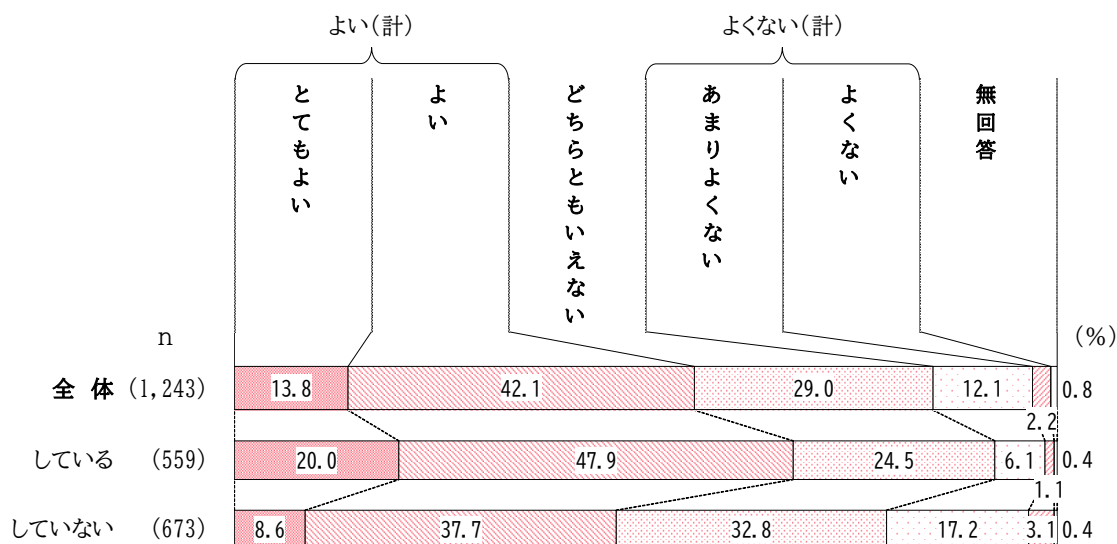 よい(計)
よくない(計)
とてもよい
よい
どちらともいえない
あまりよくない
よくない
無回答
n
(%)
全 体 (1,243) 13.8 42.1 29.0 12.1 2.2 0.8
している (559) 20.0 47.9 24.5 6.1 1.1 0.4
していない (673) 8.6 37.7 32.8 17.2 3.1 0.4